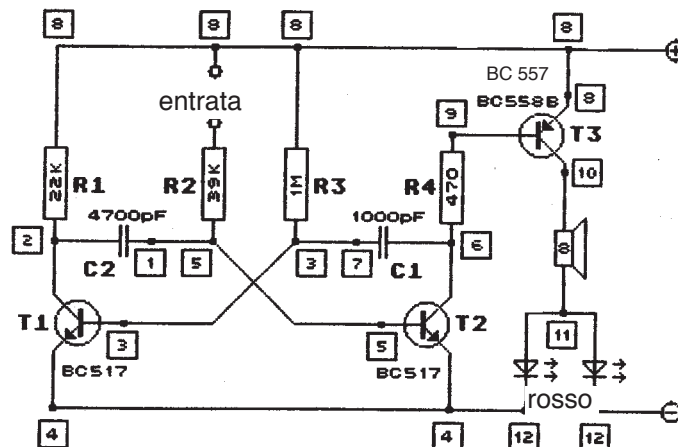 8 8 8 8
BC 557
entrata 8
9 BC558B
T3
22K R1 R2 39K 1M R3 R4 470 10
4700pF 1000pF
2 6 8
C2 1 5 3 7 C1
T1 T2 11
3 5
BC517 BC517
rosso
4 4 12 12